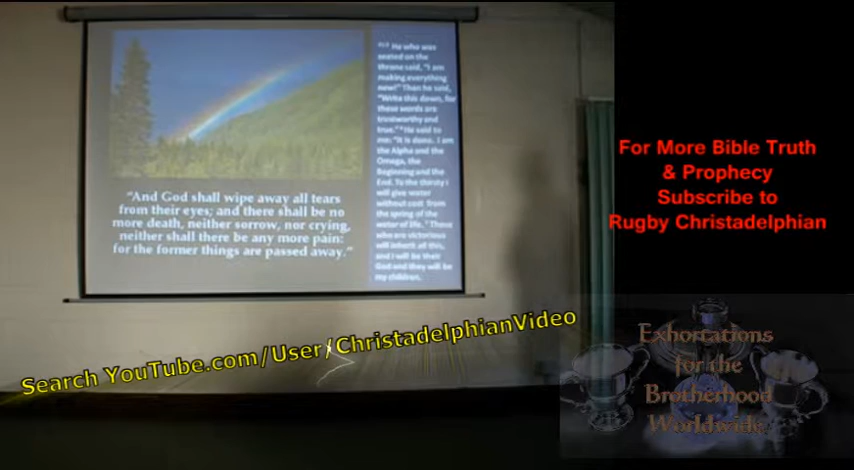 "And God shall wipe away all tears
from their eyes; and there shall be no
more death, neither sorrow, nor crying,
neither shall there be any more pain:
for the former things are passed away."
He who was
seated on the
throne said, "I am
making everything
new!" Then he said,
"Write this down, for
these words are
trustworthy and
true." He said to
me: "It is done. I am
the Alpha and the
Omega, the
Beginning and the
End. To the thirsty I
will give water
without cost from
the spring of the
water of life. Those
who are victorious
will inherit all this,
and I will be their
God and they will be
my children.
For More Bible Truth
& Prophecy
Subscribe to
Rugby Christadelphian
Search YouTube.com/User/ChristadelphianVideo
Exhortations
for the
Brotherhood
Worldwide.